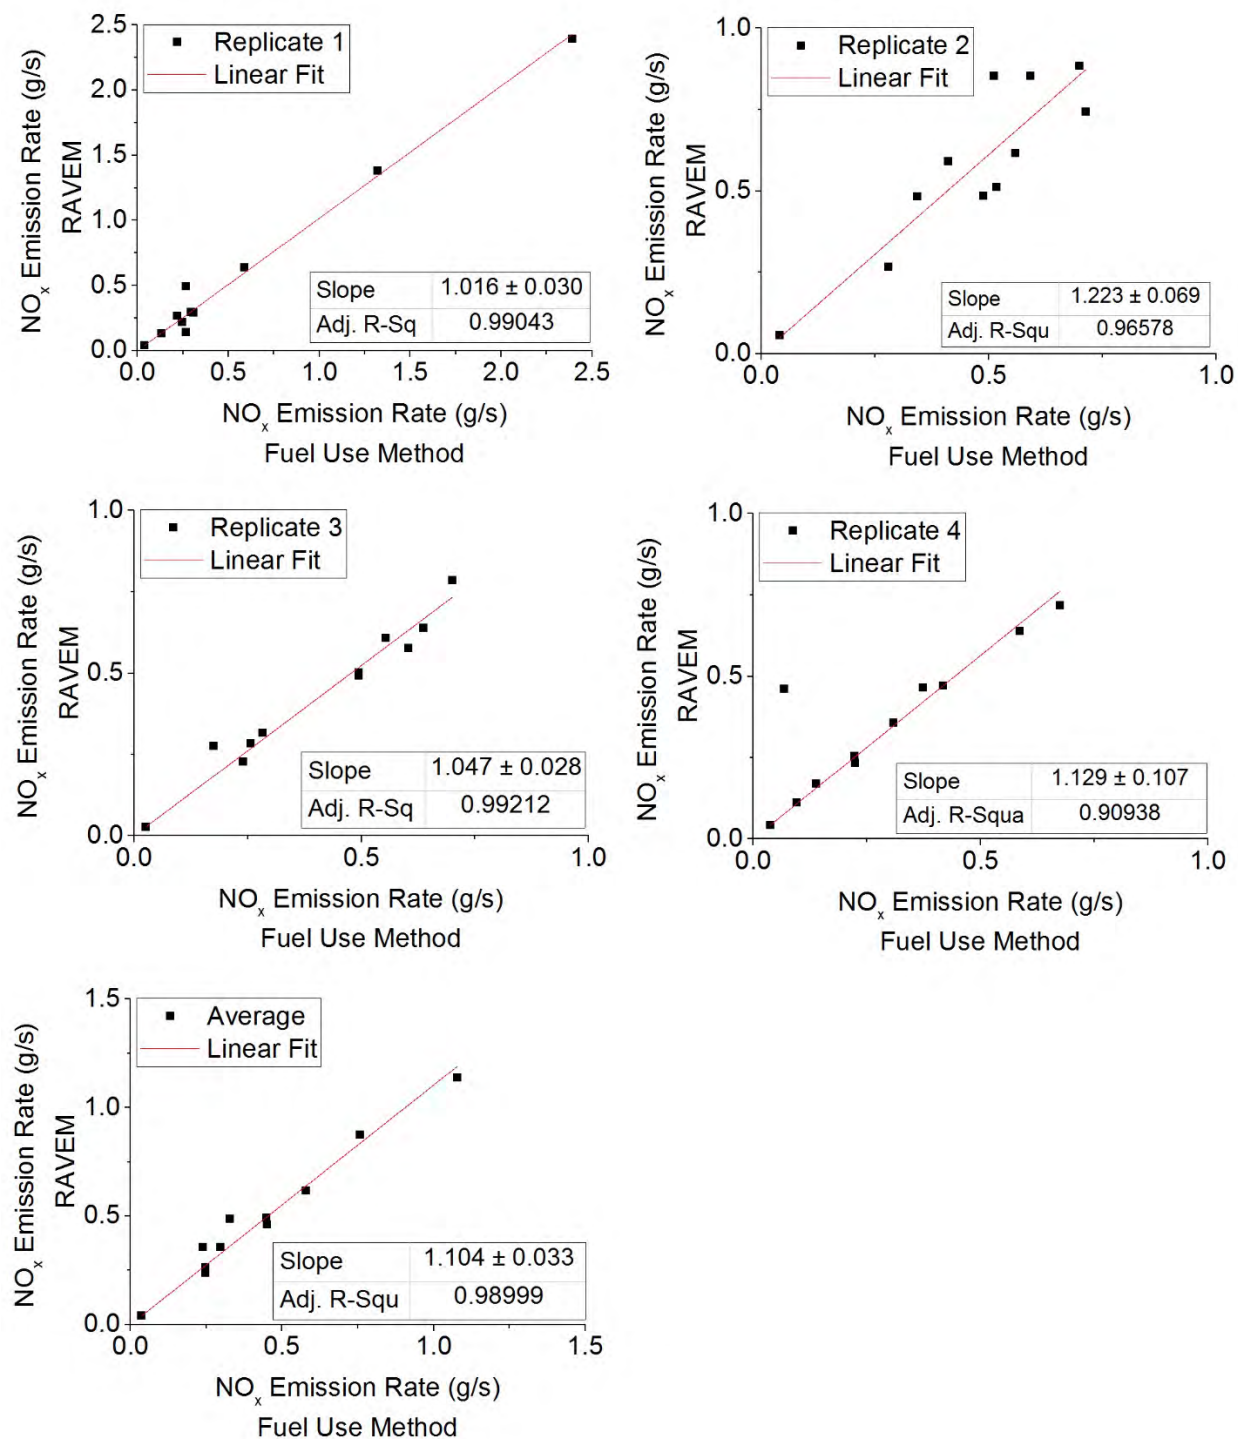 Replicate 1
Linear Fit
NOx Emission Rate (g/s)
RAVEM
2.5
2.0
1.5
1.0
0.5
0.0
Slope 1.016 ± 0.030
Adj. R-Sq 0.99043
0.0 0.5 1.0 1.5 2.0 2.5
NOx Emission Rate (g/s)
Fuel Use Method
Replicate 2
Linear Fit
NOx Emission Rate (g/s)
RAVEM
1.0
0.5
0.0
Slope 1.223 ± 0.069
Adj. R-Squ 0.96578
0.0 0.5 1.0
NOx Emission Rate (g/s)
Fuel Use Method
Replicate 3
Linear Fit
NOx Emission Rate (g/s)
RAVEM
1.0
0.5
0.0
Slope 1.047 ± 0.028
Adj. R-Sq 0.99212
0.0 0.5 1.0
NOx Emission Rate (g/s)
Fuel Use Method
Replicate 4
Linear Fit
NOx Emission Rate (g/s)
RAVEM
1.0
0.5
0.0
Slope 1.129 ± 0.107
Adj. R-Squa 0.90938
0.0 0.5 1.0
NOx Emission Rate (g/s)
Fuel Use Method
Average
Linear Fit
NOx Emission Rate (g/s)
RAVEM
1.5
1.0
0.5
0.0
Slope 1.104 ± 0.033
Adj. R-Squ 0.98999
0.0 0.5 1.0 1.5
NOx Emission Rate (g/s)
Fuel Use Method